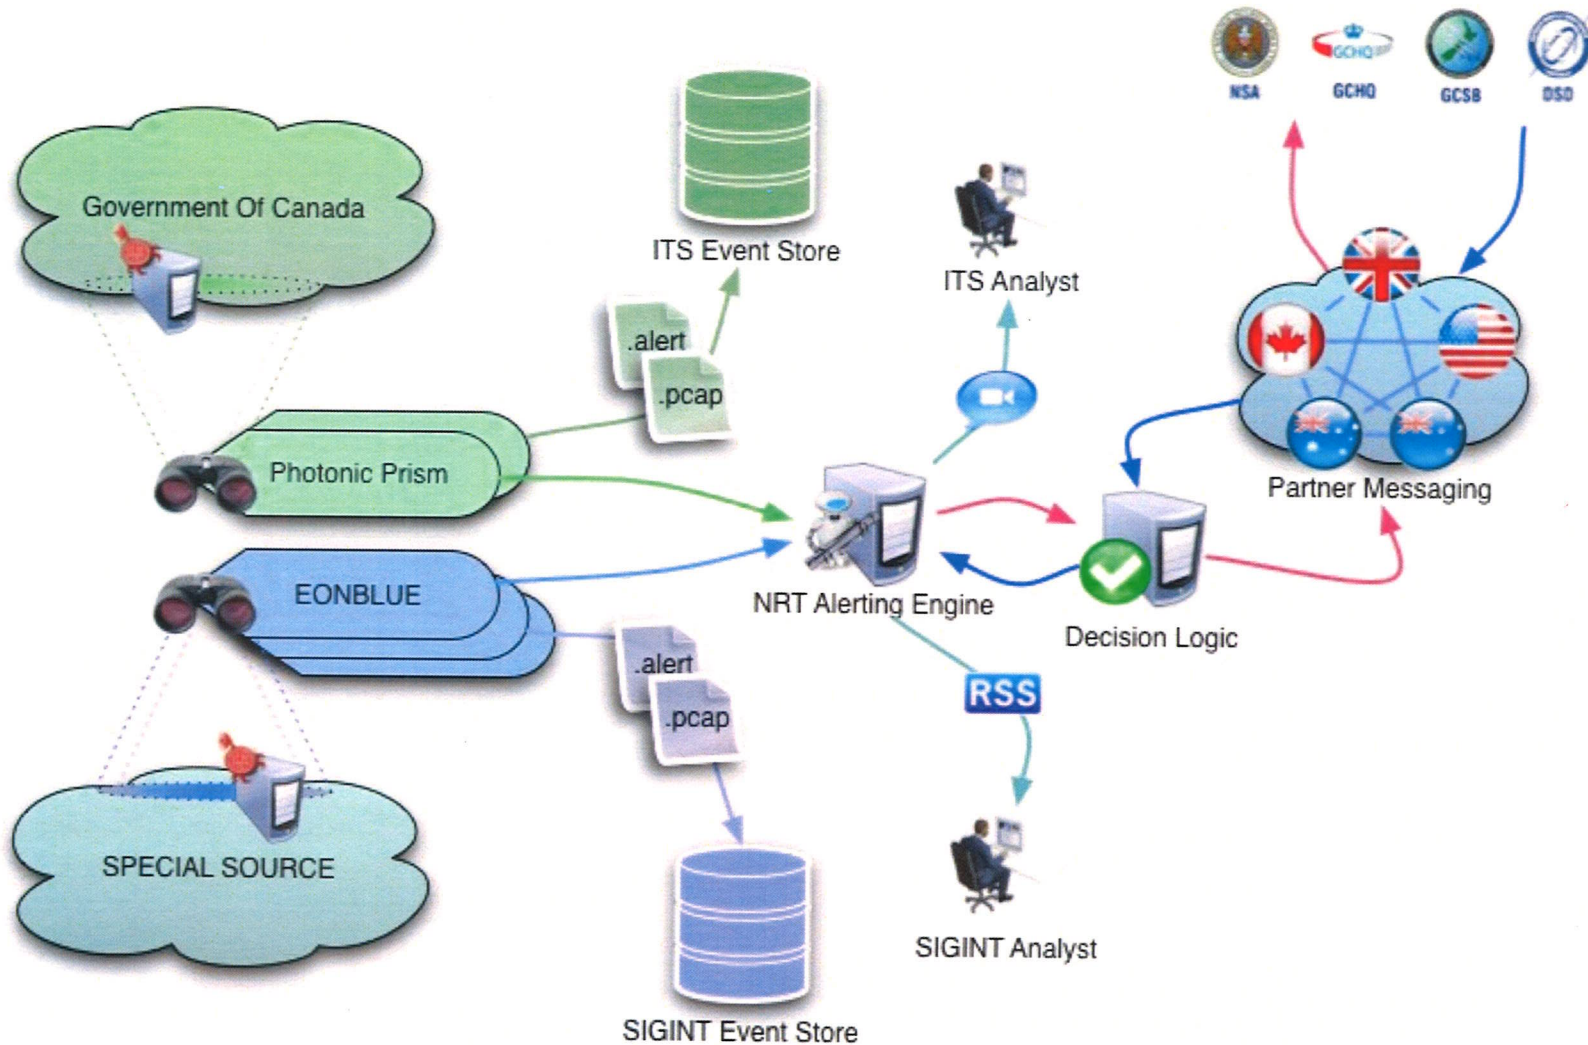 NSA
GCHQ
GCHQ
GCSB
DSD
Government Of Canada
ITS Event Store
ITS Analyst
.alert
.pcap
Photonic Prism
Partner Messaging
EONBLUE
NRT Alerting Engine
Decision Logic
.alert
.pcap
RSS
SPECIAL SOURCE
SIGINT Analyst
SIGINT Event Store